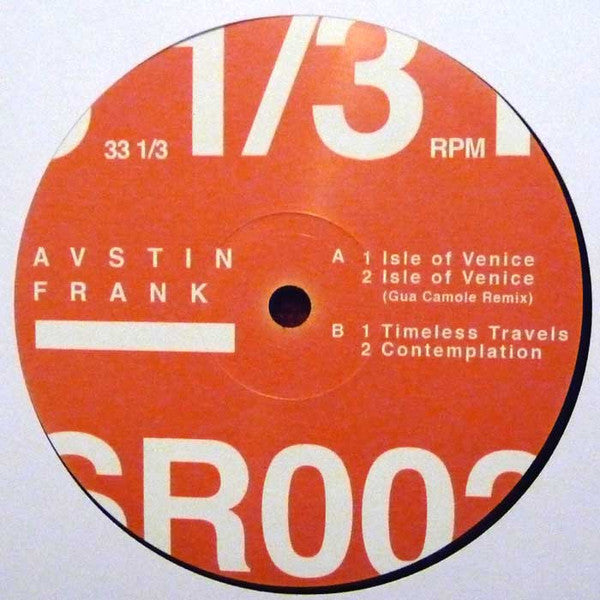 1/3
33 1/3
RPM
AVSTIN
FRANK
A 1 Isle of Venice
2 Isle of Venice
(Gua Camole Remix)
B 1 Timeless Travels
2 Contemplation
SR002